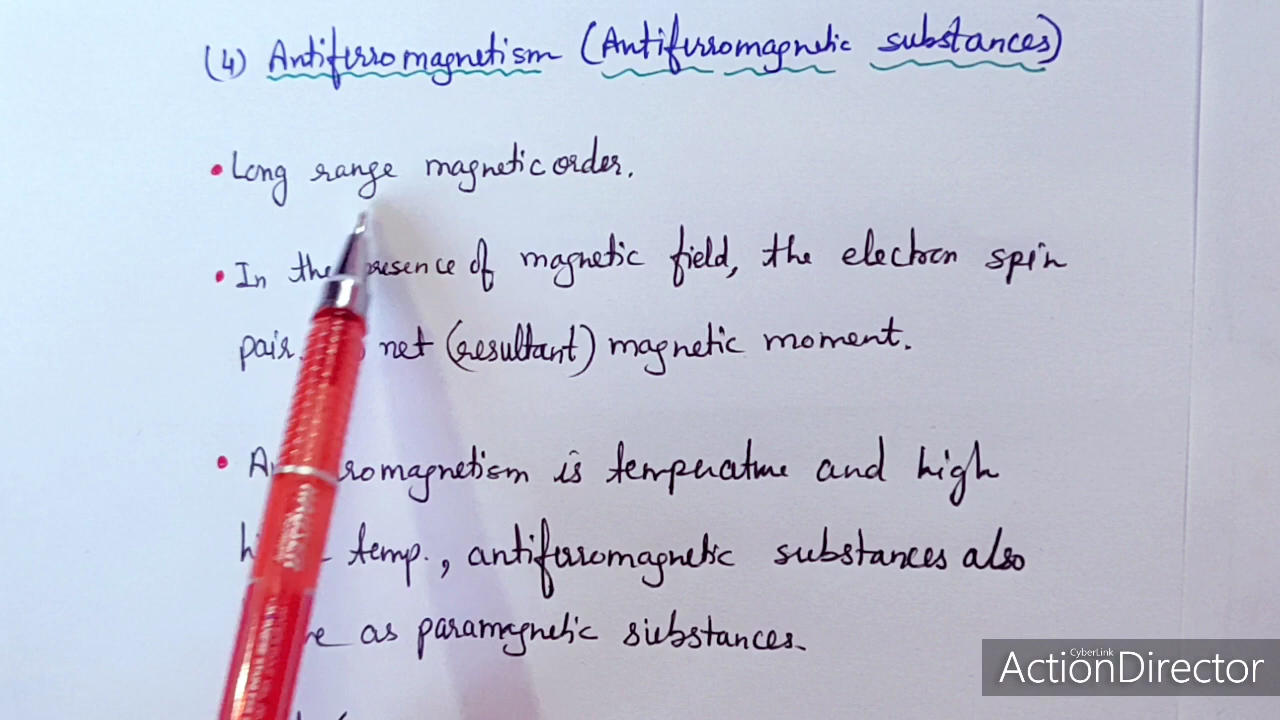 (4) Antiferromagnetism (Antiferromagnetic substances)
• Long range magnetic order.
• In the presence of magnetic field, the electron spin
pair. net (resultant) magnetic moment.
• romagnetism is temperature and high
temp., antiferromagnetic substances also
as paramagnetic substances.
CyberLink
ActionDirector